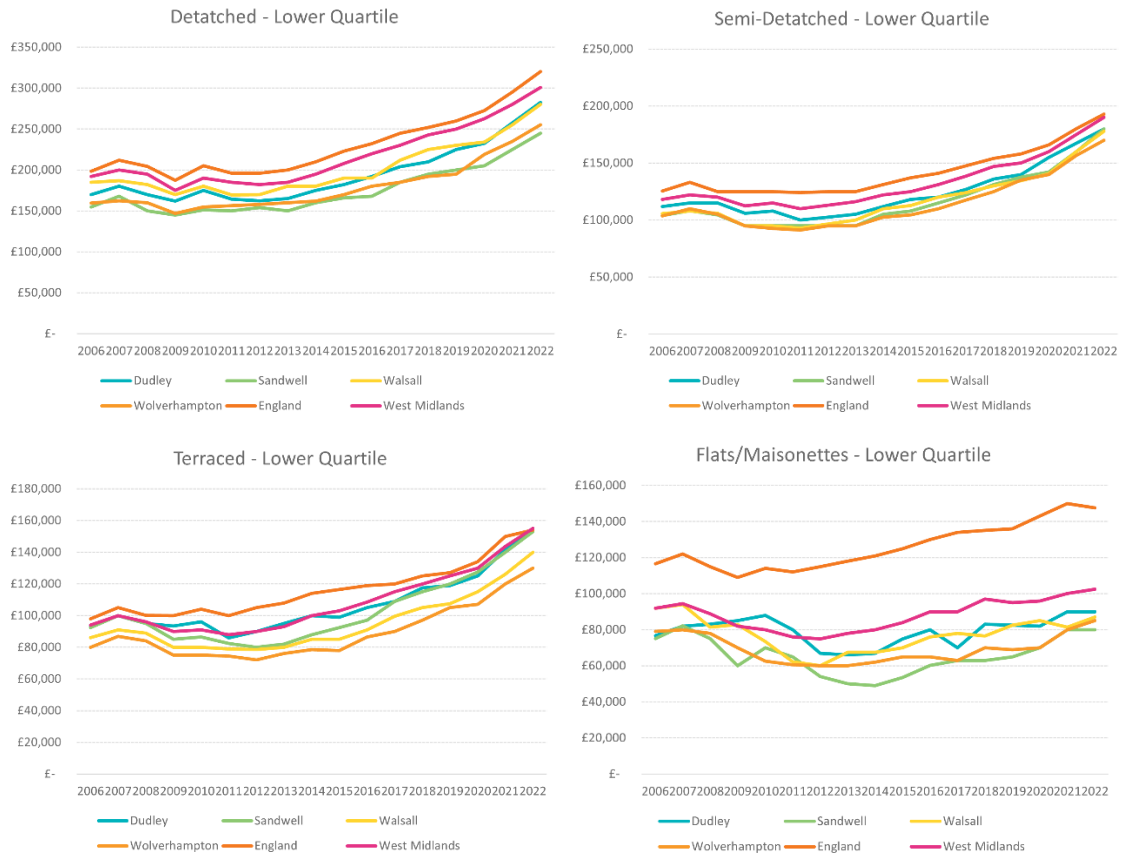 Detatched - Lower Quartile
£350,000
£300,000
£250,000
£200,000
£150,000
£100,000
£50,000
£-
2006 2007 2008 2009 2010 2011 2012 2013 2014 2015 2016 2017 2018 2019 2020 2021 2022
Dudley Sandwell Walsall
Wolverhampton England West Midlands
Semi-Detatched - Lower Quartile
£250,000
£200,000
£150,000
£100,000
£50,000
£-
2006 2007 2008 2009 2010 2011 2012 2013 2014 2015 2016 2017 2018 2019 2020 2021 2022
Dudley Sandwell Walsall
Wolverhampton England West Midlands
Terraced - Lower Quartile
£180,000
£160,000
£140,000
£120,000
£100,000
£80,000
£60,000
£40,000
£20,000
£-
2006 2007 2008 2009 2010 2011 2012 2013 2014 2015 2016 2017 2018 2019 2020 2021 2022
Dudley Sandwell Walsall
Wolverhampton England West Midlands
Flats/Maisonettes - Lower Quartile
£160,000
£140,000
£120,000
£100,000
£80,000
£60,000
£40,000
£20,000
£-
2006 2007 2008 2009 2010 2011 2012 2013 2014 2015 2016 2017 2018 2019 2020 2021 2022
Dudley Sandwell Walsall
Wolverhampton England West Midlands